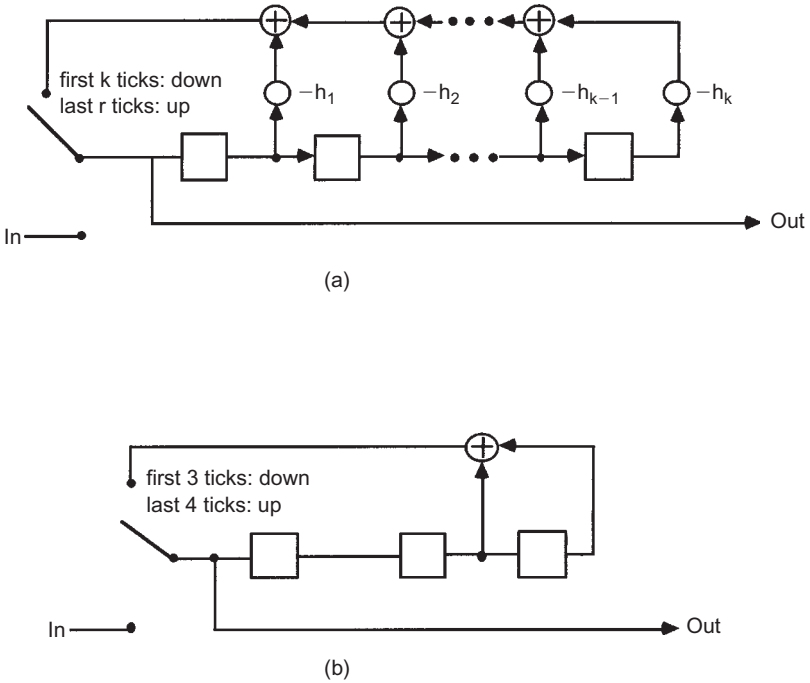 first k ticks: down
last r ticks: up
−h₁
−h₂
−hₖ₋₁
−hₖ
In
Out
(a)
first 3 ticks: down
last 4 ticks: up
In
Out
(b)